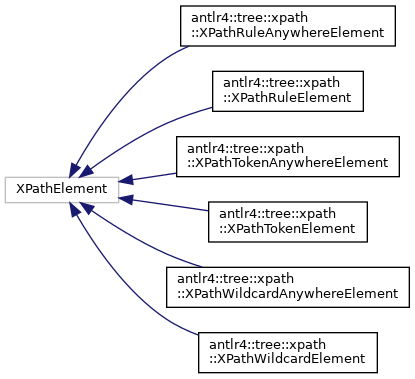 antlr4::tree::xpath
::XPathRuleAnywhereElement
antlr4::tree::xpath
::XPathRuleElement
antlr4::tree::xpath
::XPathTokenAnywhereElement
XPathElement
antlr4::tree::xpath
::XPathTokenElement
antlr4::tree::xpath
::XPathWildcardAnywhereElement
antlr4::tree::xpath
::XPathWildcardElement